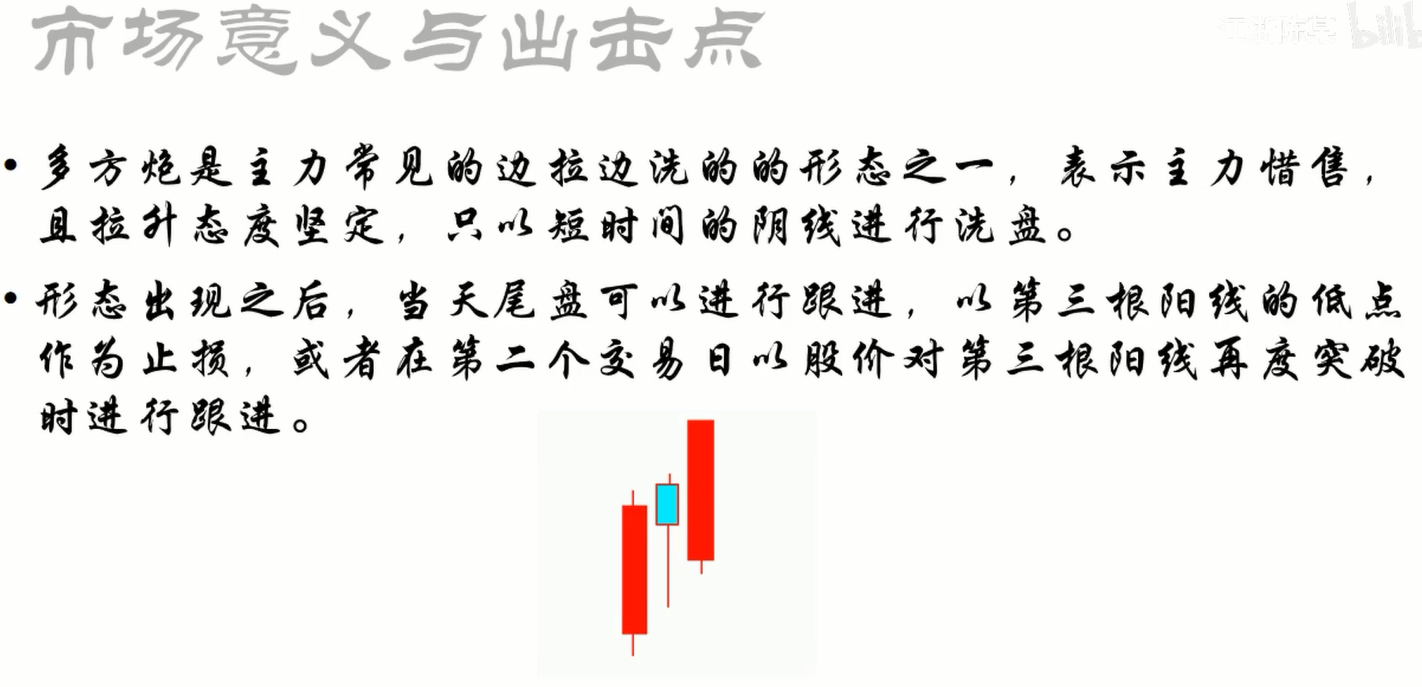 市场意义与出击点
• 多方炮是主力常见的边拉边洗的的形态之一，表示主力惜售，
且拉升态度坚定，只以短时间的阴线进行洗盘。
• 形态出现之后，当天尾盘可以进行跟进，以第三根阳线的低点
作为止损，或者在第二个交易日以股价对第三根阳线再度突破
时进行跟进。